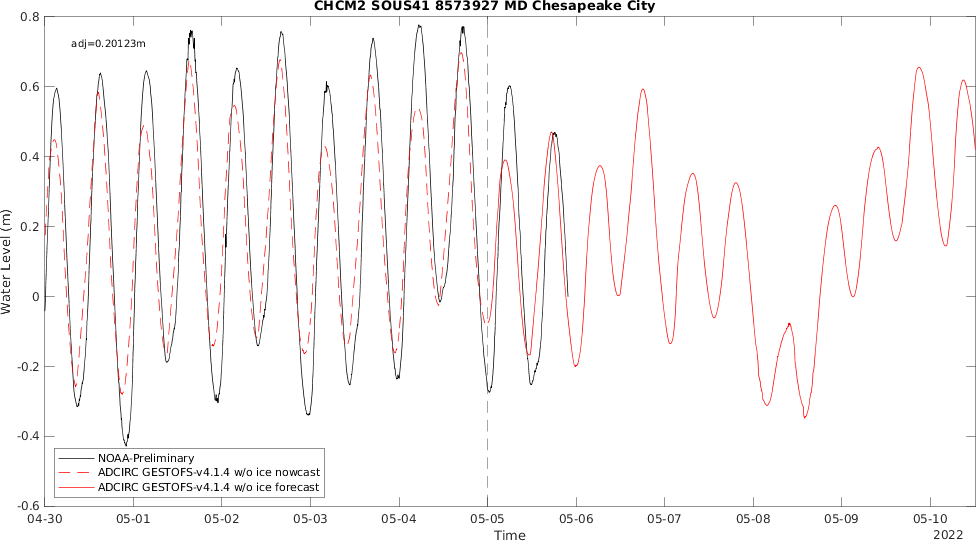 CHCM2 SOUS41 8573927 MD Chesapeake City
adj=0.20123m
0.8
0.6
0.4
0.2
0
-0.2
-0.4
-0.6
Water Level (m)
NOAA-Preliminary
ADCIRC GESTOFS-v4.1.4 w/o ice nowcast
ADCIRC GESTOFS-v4.1.4 w/o ice forecast
04-30 05-01 05-02 05-03 05-04 05-05 05-06 05-07 05-08 05-09 05-10
Time
2022